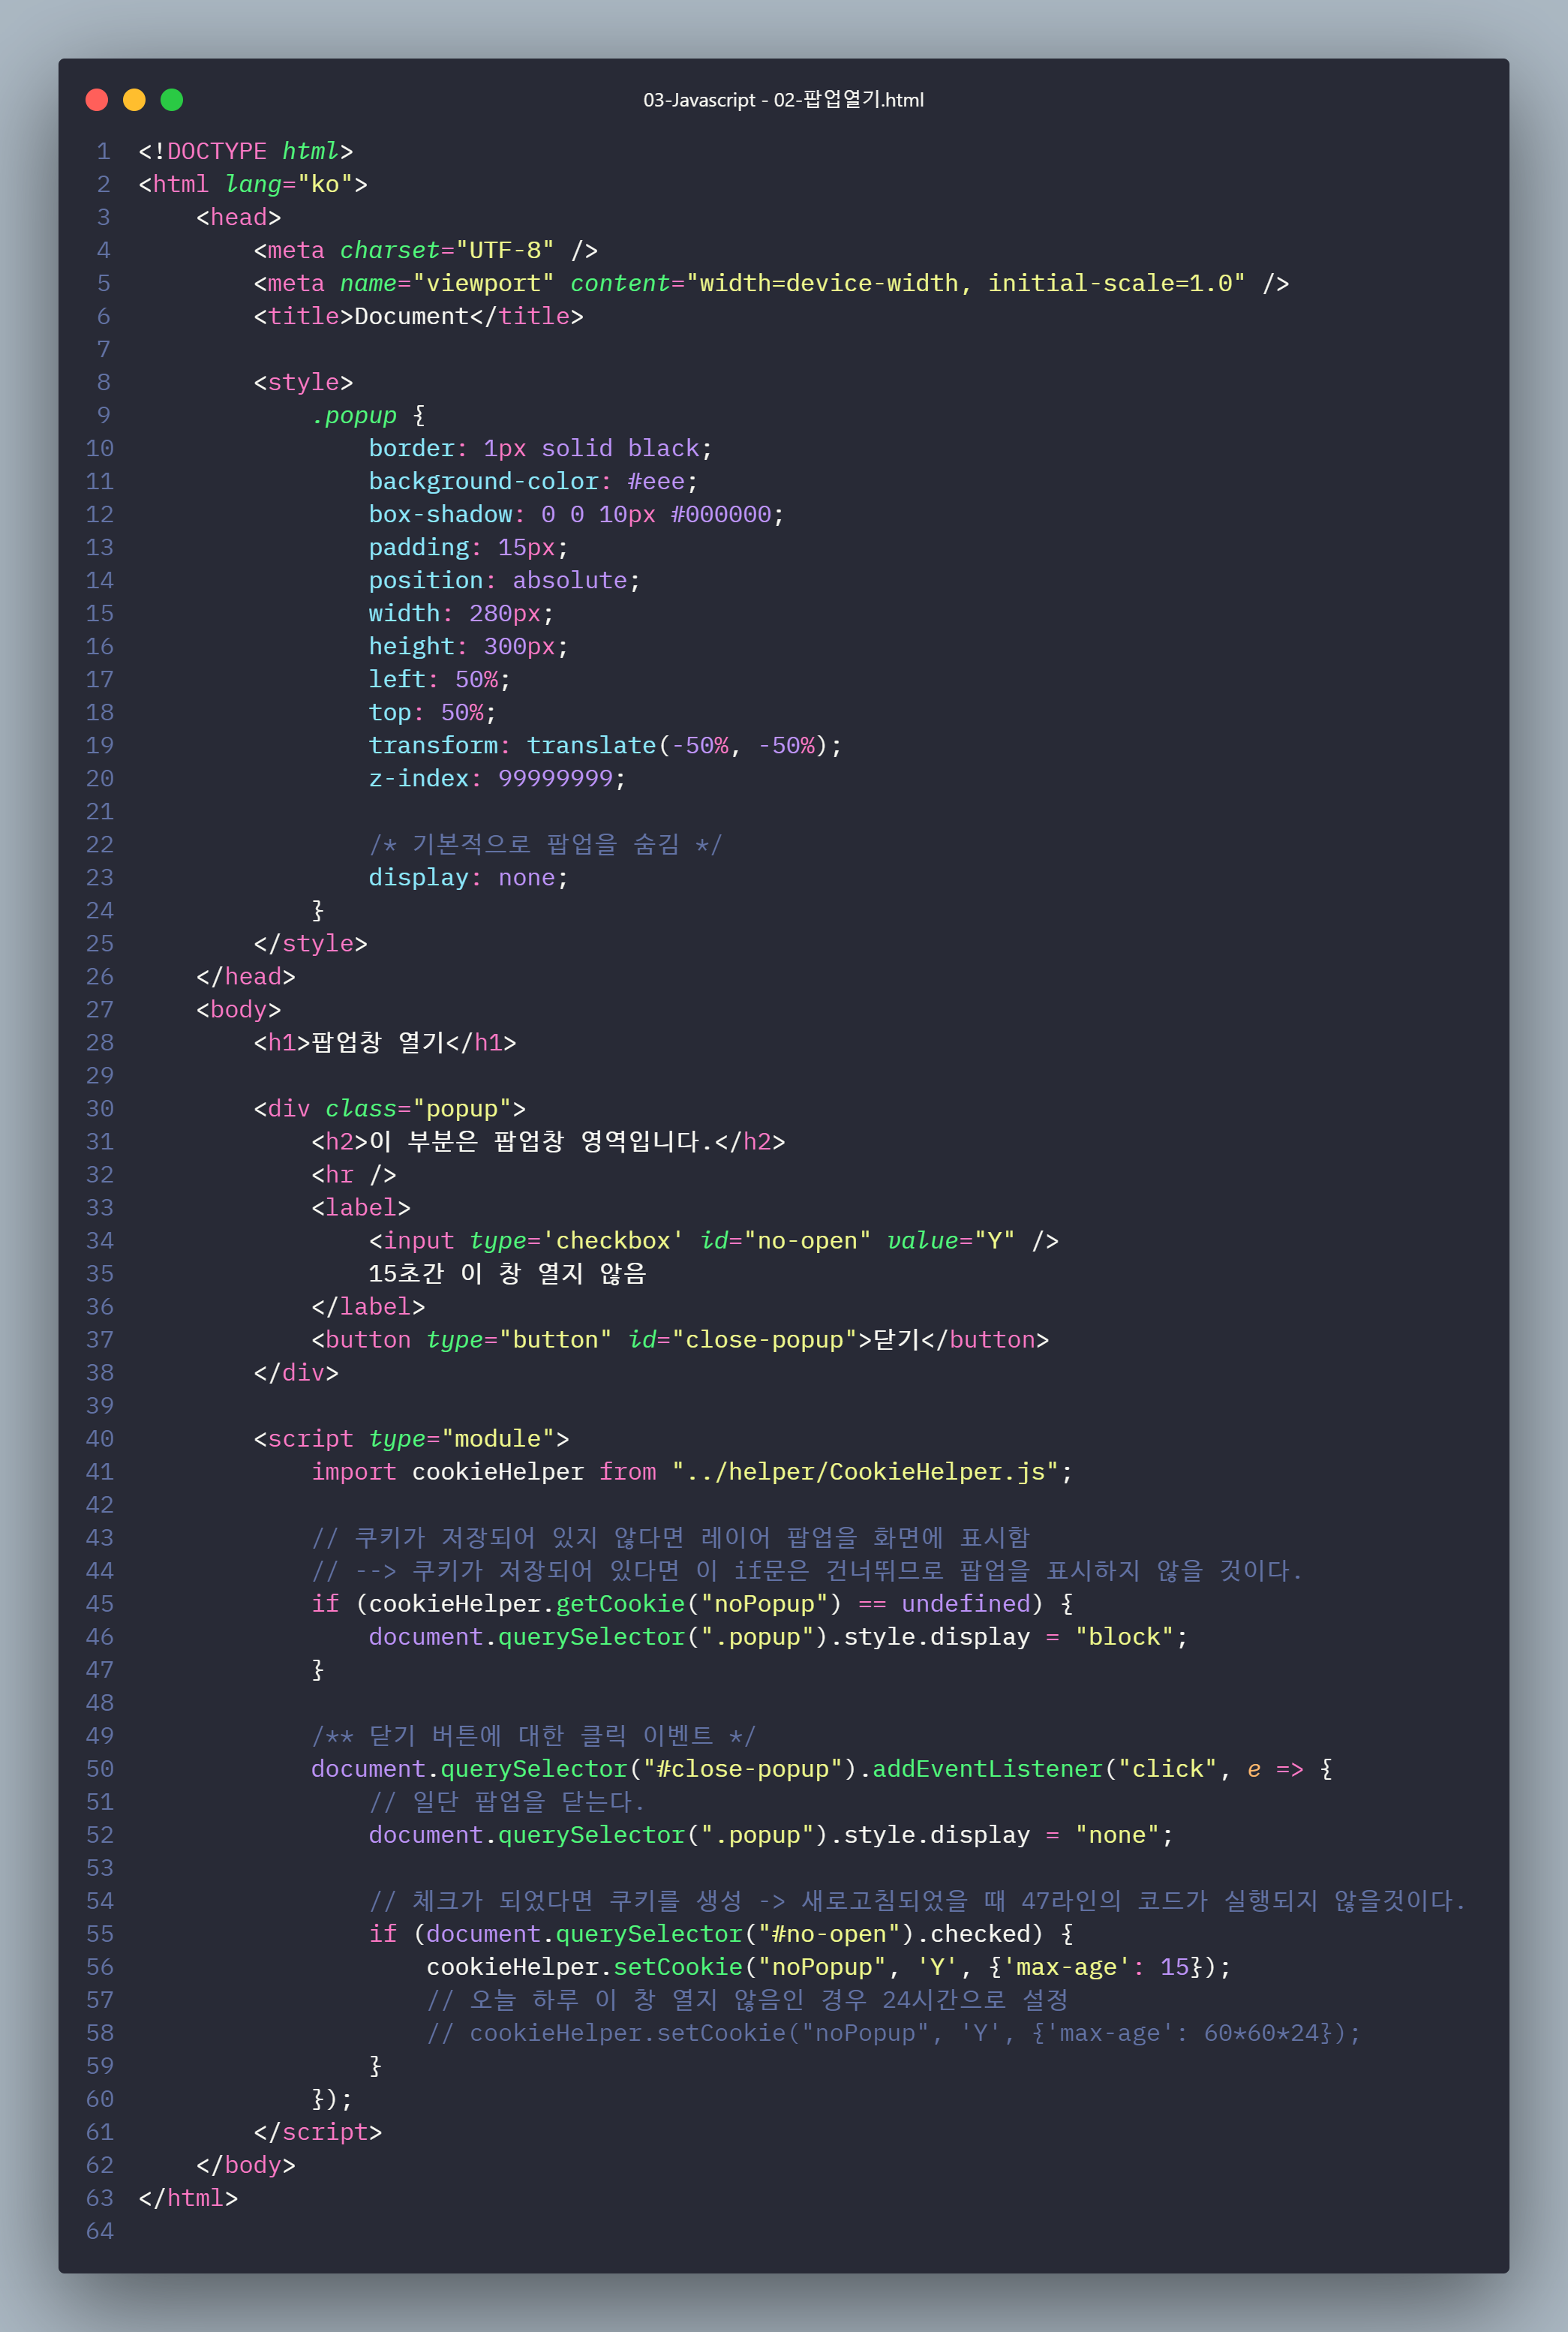 03-Javascript - 02-팝업열기.html
1 <!DOCTYPE html>
2 <html lang="ko">
3     <head>
4         <meta charset="UTF-8" />
5         <meta name="viewport" content="width=device-width, initial-scale=1.0" />
6         <title>Document</title>
7
8         <style>
9             .popup {
10                 border: 1px solid black;
11                 background-color: #eee;
12                 box-shadow: 0 0 10px #000000;
13                 padding: 15px;
14                 position: absolute;
15                 width: 280px;
16                 height: 300px;
17                 left: 50%;
18                 top: 50%;
19                 transform: translate(-50%, -50%);
20                 z-index: 99999999;
21
22                 /* 기본적으로 팝업을 숨김 */
23                 display: none;
24             }
25         </style>
26     </head>
27     <body>
28         <h1>팝업창 열기</h1>
29
30         <div class="popup">
31             <h2>이 부분은 팝업창 영역입니다.</h2>
32             <hr />
33             <label>
34                 <input type='checkbox' id="no-open" value="Y" />
35                 15초간 이 창 열지 않음
36             </label>
37             <button type="button" id="close-popup">닫기</button>
38         </div>
39
40         <script type="module">
41             import cookieHelper from "../helper/CookieHelper.js";
42
43             // 쿠키가 저장되어 있지 않다면 레이어 팝업을 화면에 표시함
44             // --> 쿠키가 저장되어 있다면 이 if문은 건너뛰므로 팝업을 표시하지 않을 것이다.
45             if (cookieHelper.getCookie("noPopup") == undefined) {
46                 document.querySelector(".popup").style.display = "block";
47             }
48
49             /** 닫기 버튼에 대한 클릭 이벤트 */
50             document.querySelector("#close-popup").addEventListener("click", e => {
51                 // 일단 팝업을 닫는다.
52                 document.querySelector(".popup").style.display = "none";
53
54                 // 체크가 되었다면 쿠키를 생성 -> 새로고침되었을 때 47라인의 코드가 실행되지 않을것이다.
55                 if (document.querySelector("#no-open").checked) {
56                     cookieHelper.setCookie("noPopup", 'Y', {'max-age': 15});
57                     // 오늘 하루 이 창 열지 않음인 경우 24시간으로 설정
58                     // cookieHelper.setCookie("noPopup", 'Y', {'max-age': 60*60*24});
59                 }
60             });
61         </script>
62     </body>
63 </html>
64